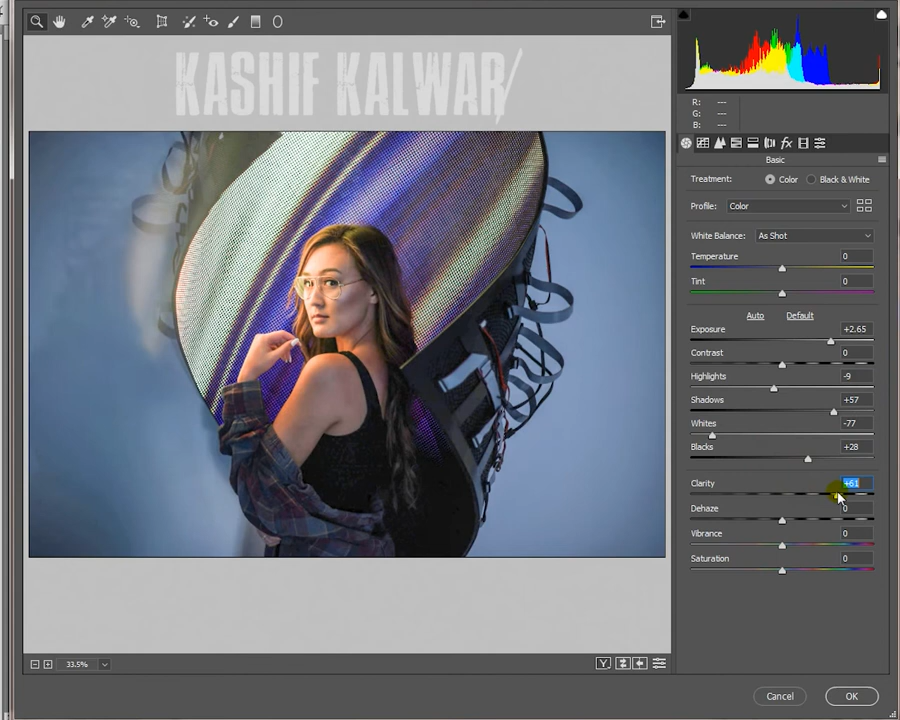 KASHIF KALWAR/
R: ---
G: ---
B: ---
Basic
Treatment: Color Black & White
Profile: Color
White Balance: As Shot
Temperature 0
Tint 0
Auto Default
Exposure +2.65
Contrast 0
Highlights -9
Shadows +57
Whites -77
Blacks +28
Clarity +61
Dehaze 0
Vibrance 0
Saturation 0
33.5% Y
Cancel OK